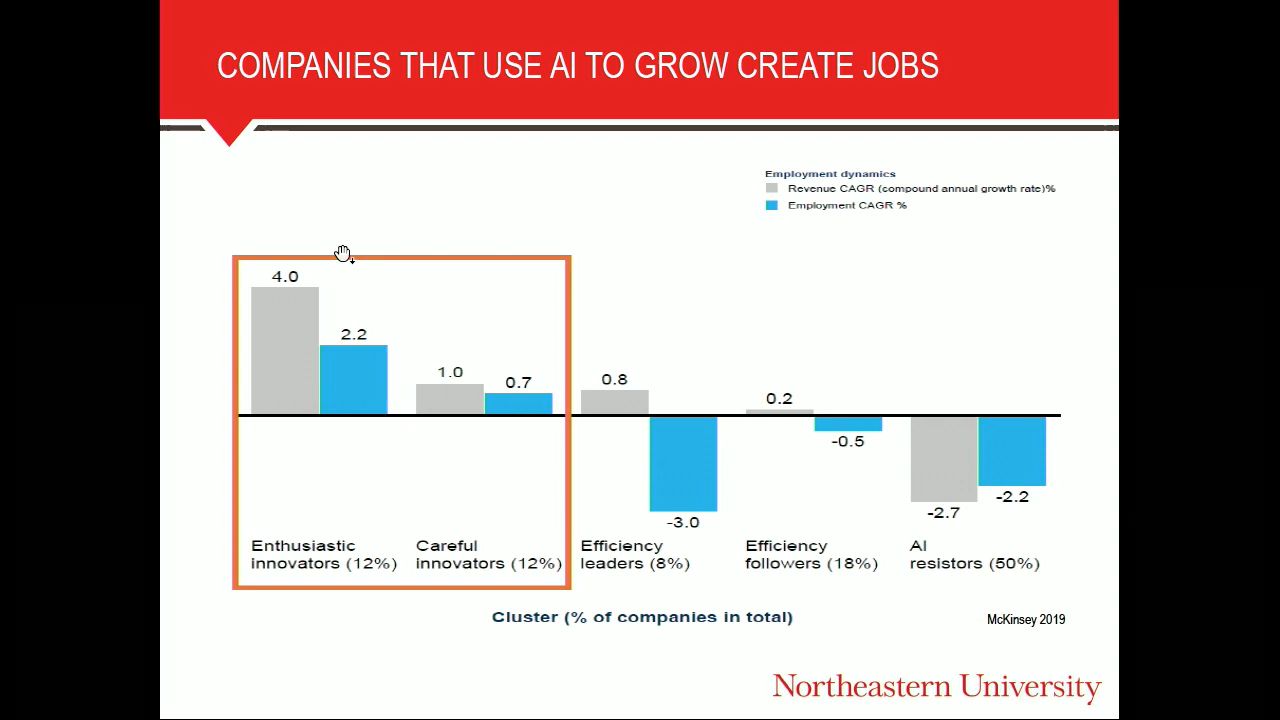 COMPANIES THAT USE AI TO GROW CREATE JOBS
Employment dynamics
Revenue CAGR (compound annual growth rate)%
Employment CAGR %
4.0
2.2
1.0
0.7
0.8
-3.0
0.2
-0.5
-2.7
-2.2
Enthusiastic
innovators (12%)
Careful
innovators (12%)
Efficiency
leaders (8%)
Efficiency
followers (18%)
AI
resistors (50%)
Cluster (% of companies in total)
McKinsey 2019
Northeastern University